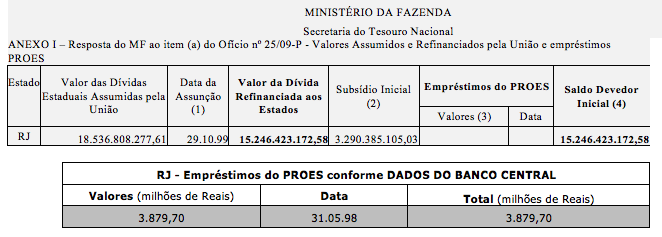 MINISTÉRIO DA FAZENDA
Secretaria do Tesouro Nacional
ANEXO I – Resposta do MF ao item (a) do Ofício nº 25/09-P - Valores Assumidos e Refinanciados pela União e empréstimos
PROES
Estado
Valor das Dívidas
Estaduais Assumidas pela
União
Data da
Assunção
(1)
Valor da Dívida
Refinanciada aos
Estados
Subsídio Inicial
(2)
Empréstimos do PROES
Valores (3)
Data
Saldo Devedor
Inicial (4)
RJ
18.536.808.277,61
29.10.99
15.246.423.172,58
3.290.385.105,03
15.246.423.172,58
RJ - Empréstimos do PROES conforme DADOS DO BANCO CENTRAL
Valores (milhões de Reais)
Data
Total (milhões de Reais)
3.879,70
31.05.98
3.879,70